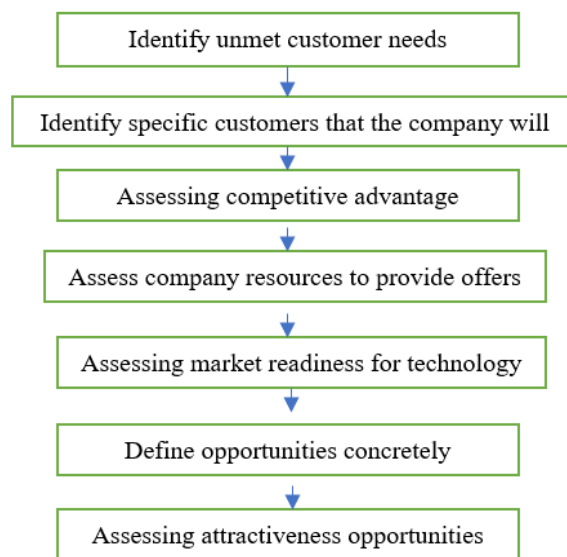 Identify unmet customer needs
Identify specific customers that the company will
Assessing competitive advantage
Assess company resources to provide offers
Assessing market readiness for technology
Define opportunities concretely
Assessing attractiveness opportunities